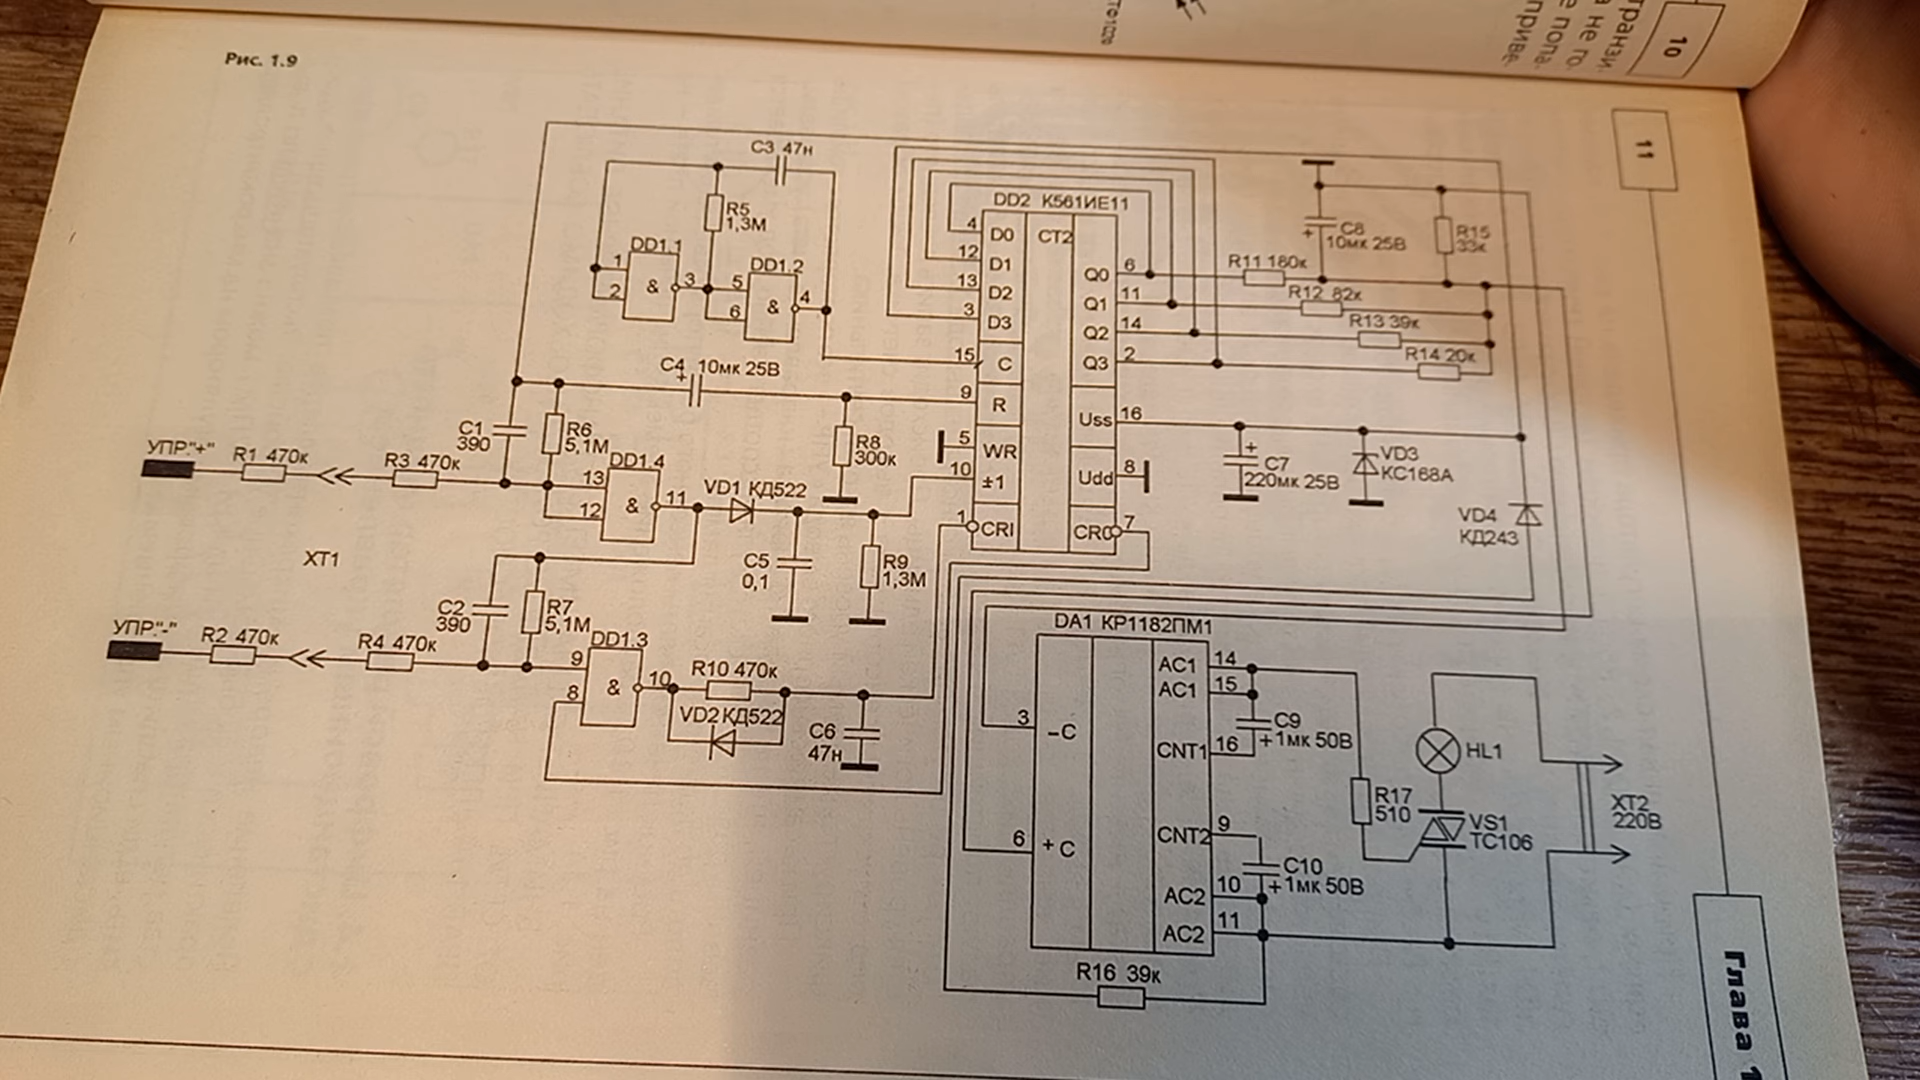 Рис. 1.9
ТФ1020
10
транзи
а не го.
е попа.
приве.
11
C3 47н
R5
1,3М
DD1.1
1
2
&
3
DD1.2
5
6
&
4
DD2 К561ИЕ11
4
12
13
3
15
9
5
10
1
D0
D1
D2
D3
C
R
WR
±1
CRI
CT2
Q0
Q1
Q2
Q3
Uss
Udd
CRO
6
11
14
2
16
8
7
C8
+ 10мк 25В
R15
33к
R11 180к
R12 82к
R13 39к
R14 20к
C4 10мк 25В
+
C1
390
R6
5,1М
R8
300к
УПР."+"
R1 470к
R3 470к
DD1.4
13
12
&
11
VD1 КД522
C5
0,1
R9
1,3М
+
C7
220мк 25В
VD3
КС168А
VD4
КД243
XT1
C2
390
R7
5,1М
УПР."-"
R2 470к
R4 470к
DD1.3
9
8
&
10
R10 470к
VD2 КД522
C6
47н
DA1 КР1182ПМ1
3
6
–C
+C
AC1
AC1
CNT1
CNT2
AC2
AC2
14
15
16
9
10
11
C9
+ 1мк 50В
C10
+ 1мк 50В
R16 39к
R17
510
HL1
VS1
ТС106
XT2
220В
Глава 1